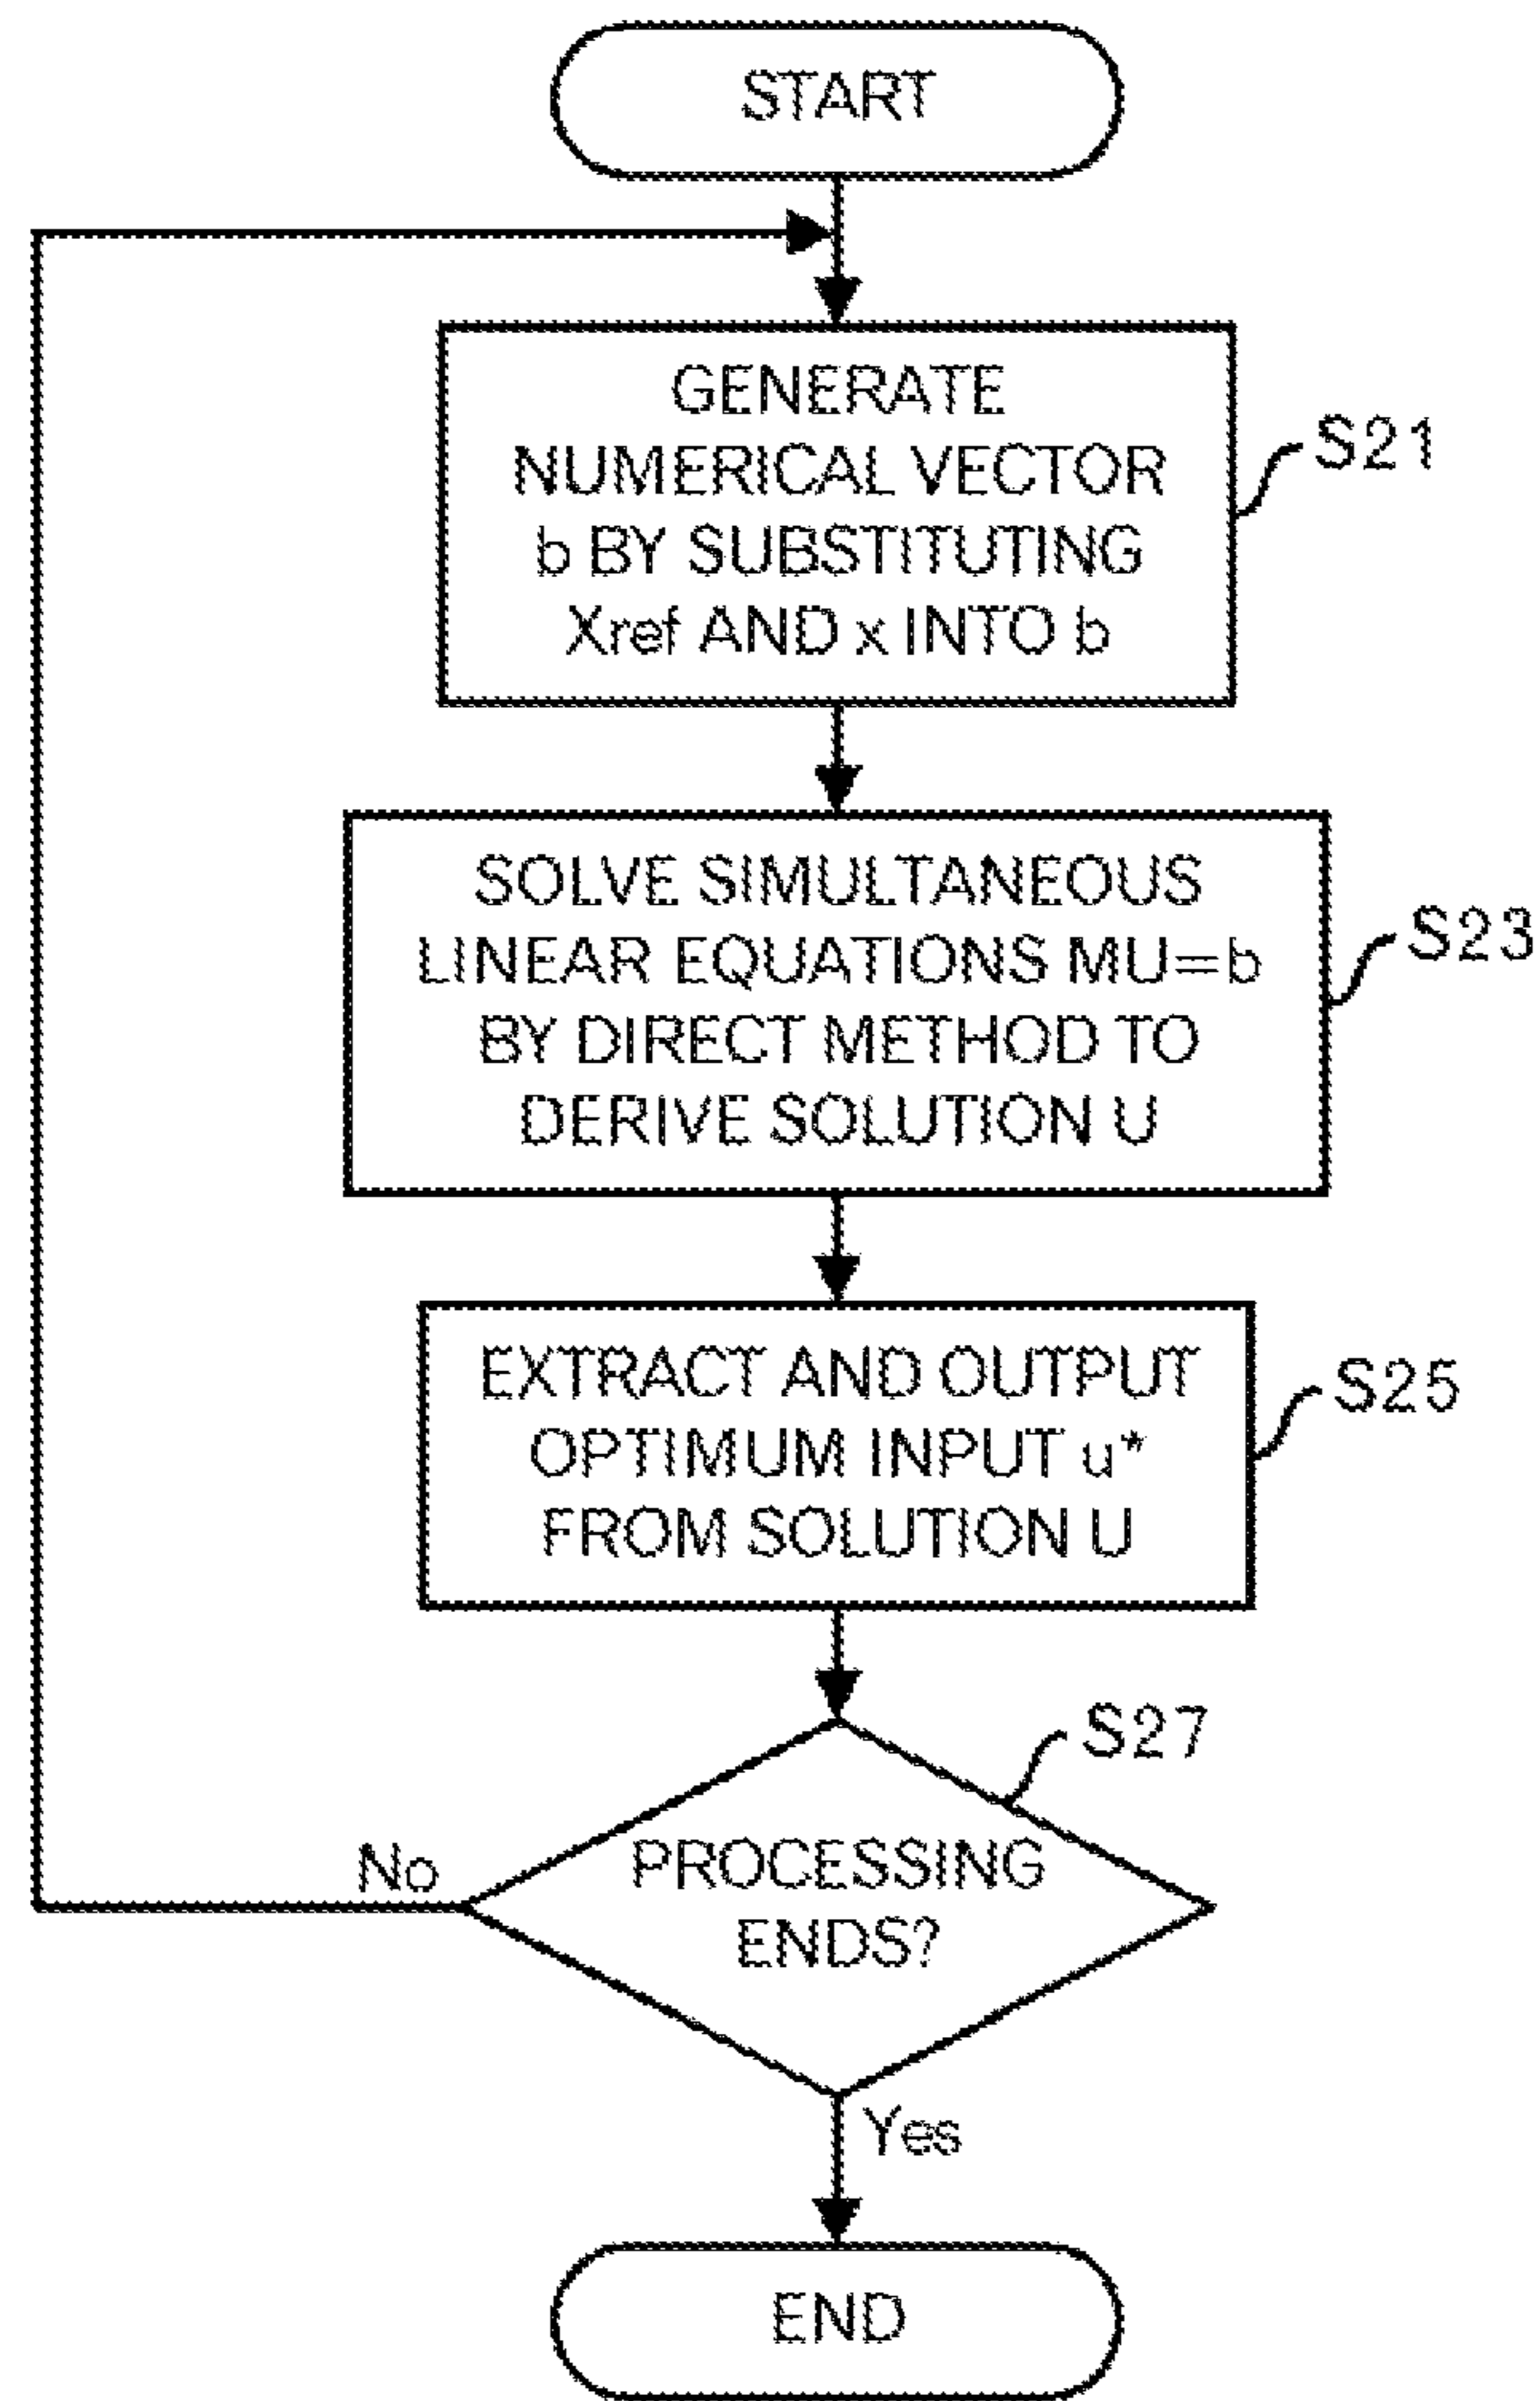 START
GENERATE
NUMERICAL VECTOR
b BY SUBSTITUTING
Xref AND x INTO b
S21
SOLVE SIMULTANEOUS
LINEAR EQUATIONS MU=b
BY DIRECT METHOD TO
DERIVE SOLUTION U
S23
EXTRACT AND OUTPUT
OPTIMUM INPUT u*
FROM SOLUTION U
S25
S27
PROCESSING
ENDS?
No
Yes
END